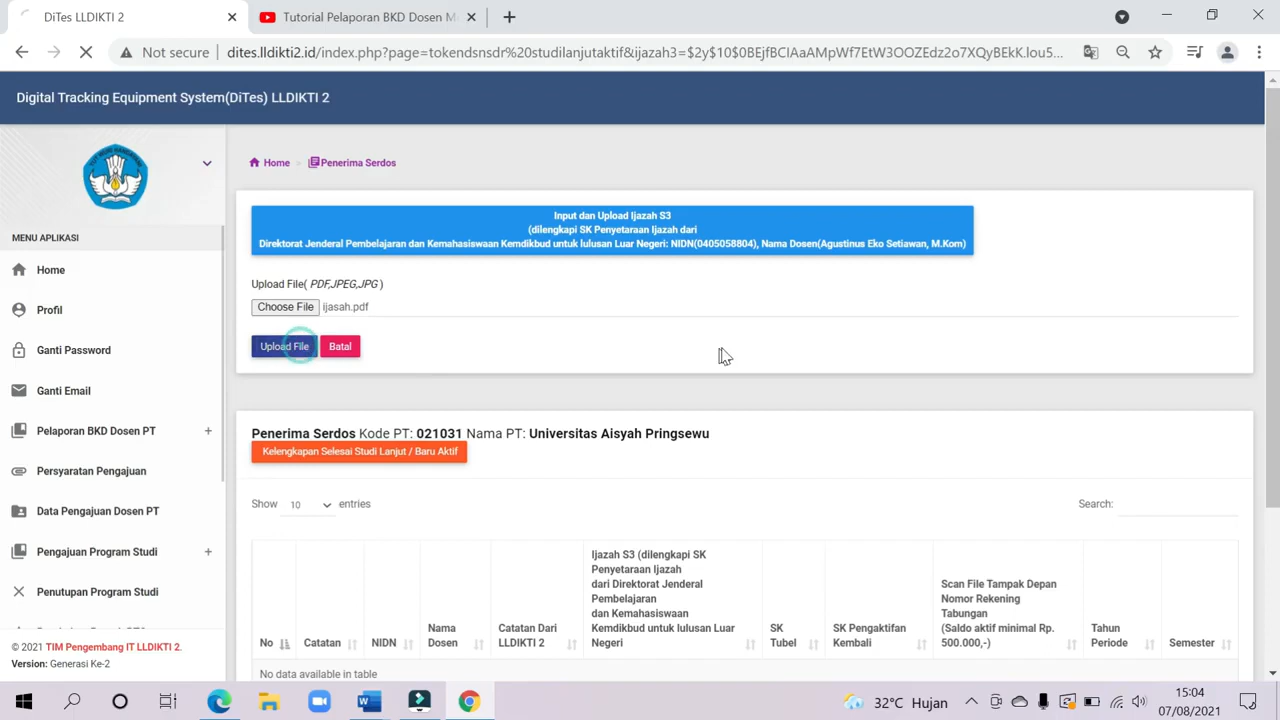 DiTes LLDIKTI 2
Tutorial Pelaporan BKD Dosen M
Not secure
dites.lldikti2.id/index.php?page=tokendsnsdr%20studilanjutaktif&ijazah3=$2y$10$0BEjfBCIAaAMpWf7EtW3OOZEdz2o7XQyBEkK.lou5...
Digital Tracking Equipment System(DiTes) LLDIKTI 2
MENU APLIKASI
Home
Profil
Ganti Password
Ganti Email
Pelaporan BKD Dosen PT +
Persyaratan Pengajuan
Data Pengajuan Dosen PT
Pengajuan Program Studi +
Penutupan Program Studi
© 2021 TIM Pengembang IT LLDIKTI 2.
Version: Generasi Ke-2
Home > Penerima Serdos
Input dan Upload Ijazah S3
(dilengkapi SK Penyetaraan Ijazah dari
Direktorat Jenderal Pembelajaran dan Kemahasiswaan Kemdikbud untuk lulusan Luar Negeri: NIDN(0405058804), Nama Dosen(Agustinus Eko Setiawan, M.Kom)
Upload File( PDF,JPEG,JPG )
Choose File ijasah.pdf
Upload File Batal
Penerima Serdos Kode PT: 021031 Nama PT: Universitas Aisyah Pringsewu
Kelengkapan Selesai Studi Lanjut / Baru Aktif
Show 10 entries
Search:
No
Catatan
NIDN
Nama
Dosen
Catatan Dari
LLDIKTI 2
Ijazah S3 (dilengkapi SK
Penyetaraan Ijazah
dari Direktorat Jenderal
Pembelajaran
dan Kemahasiswaan
Kemdikbud untuk lulusan Luar
Negeri
SK
Tubel
SK Pengaktifan
Kembali
Scan File Tampak Depan
Nomor Rekening
Tabungan
(Saldo aktif minimal Rp.
500.000,-)
Tahun
Periode
Semester
No data available in table
32°C Hujan
15:04
07/08/2021